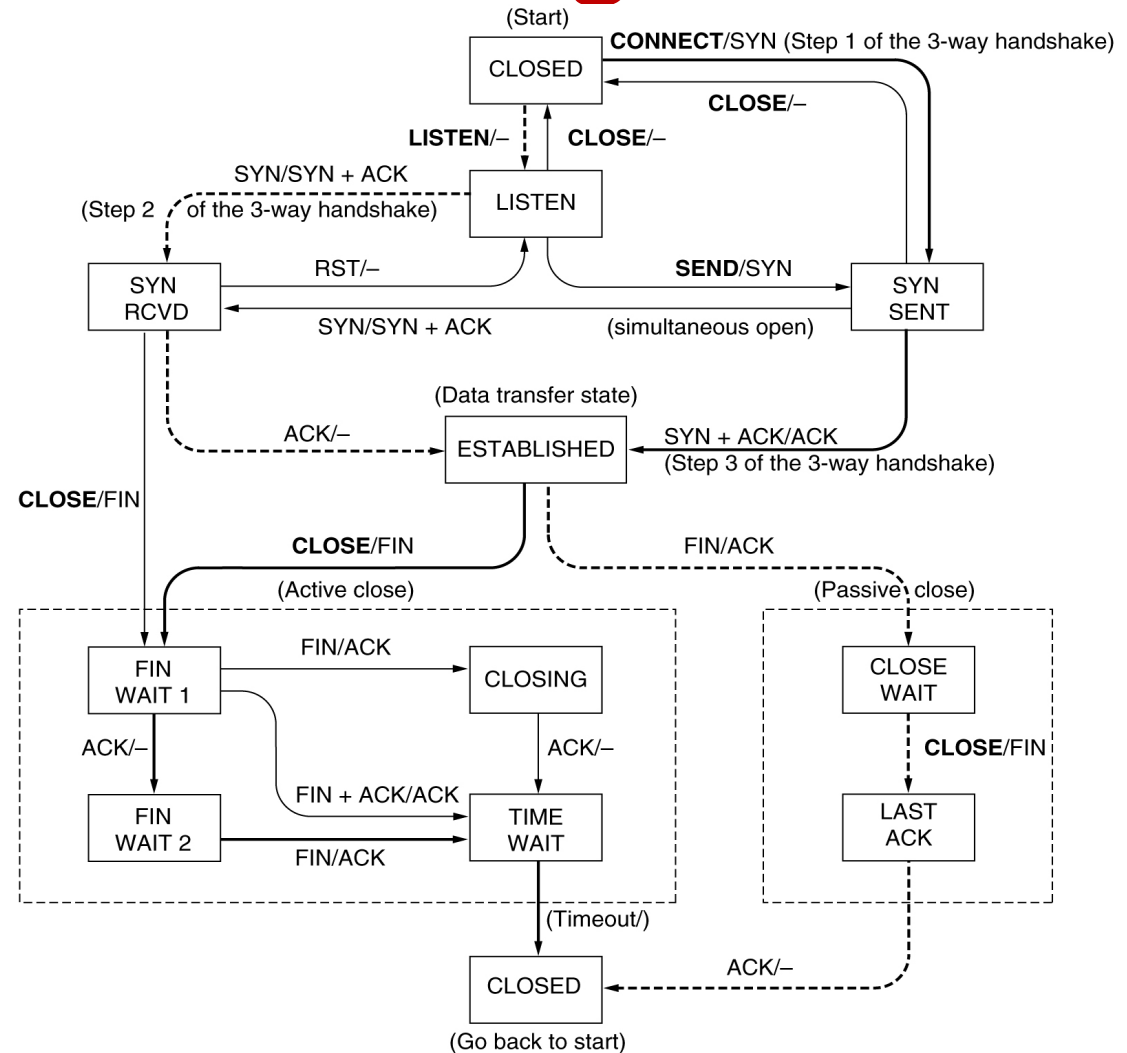 (Start)
CONNECT/SYN (Step 1 of the 3-way handshake)
CLOSED
CLOSE/–
LISTEN/–
CLOSE/–
SYN/SYN + ACK
LISTEN
(Step 2 of the 3-way handshake)
RST/–
SEND/SYN
SYN
RCVD
SYN
SENT
SYN/SYN + ACK
(simultaneous open)
(Data transfer state)
ACK/–
ESTABLISHED
SYN + ACK/ACK
(Step 3 of the 3-way handshake)
CLOSE/FIN
CLOSE/FIN
FIN/ACK
(Active close)
(Passive close)
FIN
WAIT 1
FIN/ACK
CLOSING
CLOSE
WAIT
ACK/–
ACK/–
CLOSE/FIN
FIN + ACK/ACK
FIN
WAIT 2
TIME
WAIT
LAST
ACK
FIN/ACK
(Timeout/)
CLOSED
ACK/–
(Go back to start)